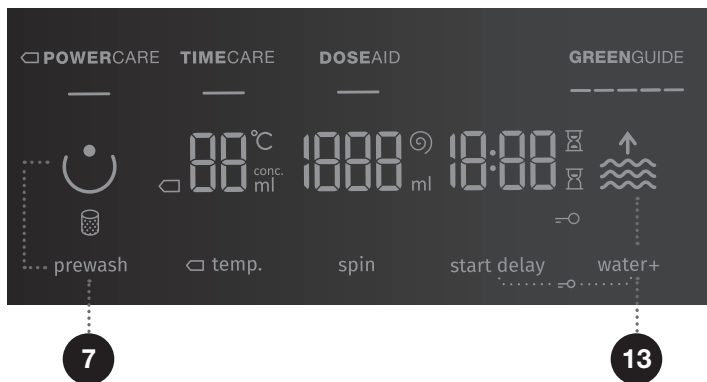 POWERCARE TIMECARE DOSEAID GREENGUIDE
88 °C 1888 18:88
conc.
ml ml
prewash temp. spin start delay water+
7 13